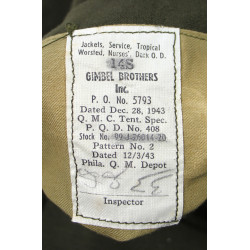 Jackets, Service, Tropical
Worsted, Nurses', Dark O.D.
14S
GIMBEL BROTHERS
Inc.
P. O. No. 5793
Dated Dec. 28, 1943
Q. M. C. Tent. Spec.
P. Q. D. No. 408
Stock No.
Pattern No. 2
Dated 12/3/43
Phila. Q. M. Depot
Inspector